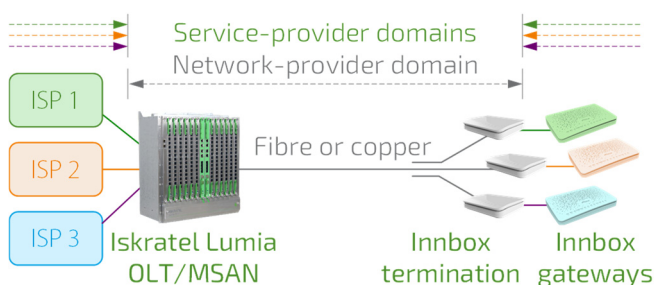 Service-provider domains
Network-provider domain
ISP 1
ISP 2
ISP 3
Fibre or copper
Iskratel Lumia
OLT/MSAN
Innbox
termination
Innbox
gateways